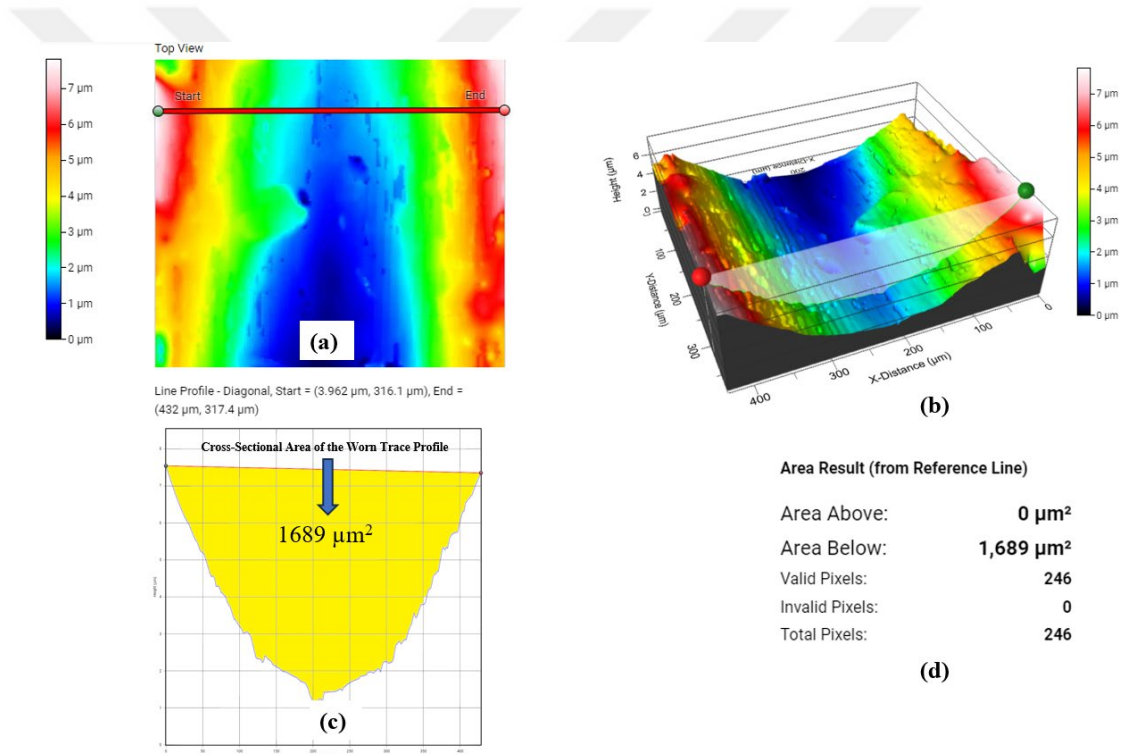 Top View
Start
End
7 µm
6 µm
5 µm
4 µm
3 µm
2 µm
1 µm
0 µm
(a)
6
4
2
0
Height (µm)
X-Distance (µm)
200
100
200
300
Y-Distance (µm)
400
300
200
100
0
X-Distance (µm)
7 µm
6 µm
5 µm
4 µm
3 µm
2 µm
1 µm
0 µm
(b)
Line Profile - Diagonal, Start = (3.962 µm, 316.1 µm), End =
(432 µm, 317.4 µm)
Cross-Sectional Area of the Worn Trace Profile
1689 µm²
(c)
Area Result (from Reference Line)
Area Above: 0 µm²
Area Below: 1,689 µm²
Valid Pixels: 246
Invalid Pixels: 0
Total Pixels: 246
(d)